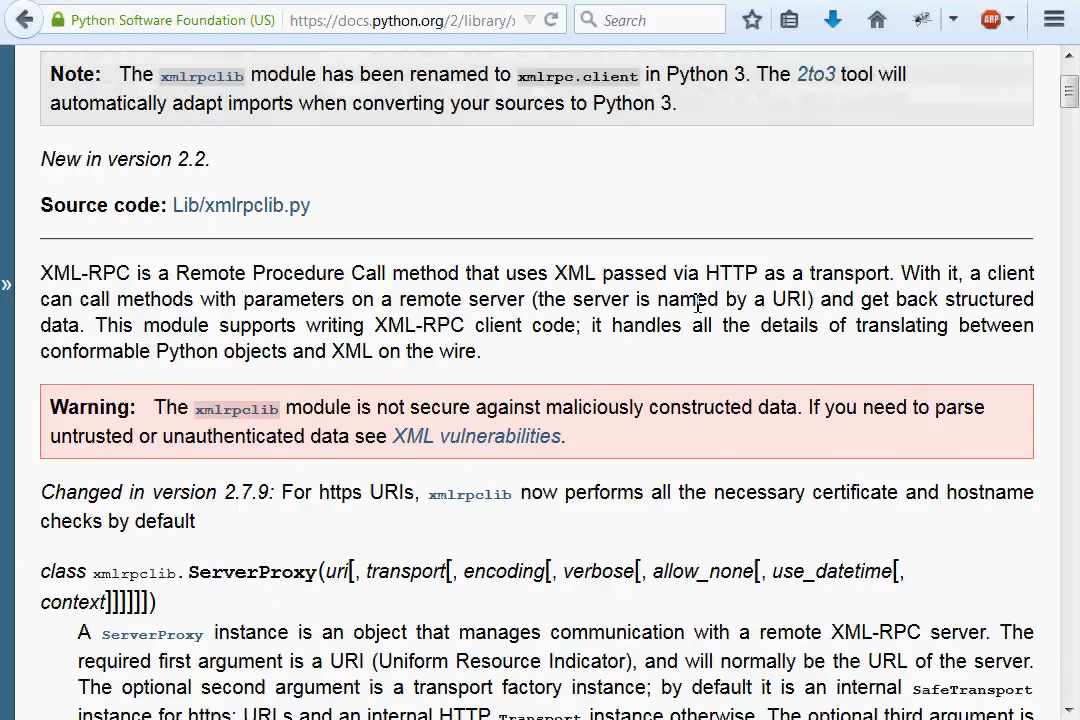 Python Software Foundation (US) https://docs.python.org/2/library/x Search ABP
Note: The xmlrpclib module has been renamed to xmlrpc.client in Python 3. The 2to3 tool will
automatically adapt imports when converting your sources to Python 3.
New in version 2.2.
Source code: Lib/xmlrpclib.py
»
XML-RPC is a Remote Procedure Call method that uses XML passed via HTTP as a transport. With it, a client
can call methods with parameters on a remote server (the server is named by a URI) and get back structured
data. This module supports writing XML-RPC client code; it handles all the details of translating between
conformable Python objects and XML on the wire.
Warning: The xmlrpclib module is not secure against maliciously constructed data. If you need to parse
untrusted or unauthenticated data see XML vulnerabilities.
Changed in version 2.7.9: For https URIs, xmlrpclib now performs all the necessary certificate and hostname
checks by default
class xmlrpclib.ServerProxy(uri[, transport[, encoding[, verbose[, allow_none[, use_datetime[,
context]]]]]])
A ServerProxy instance is an object that manages communication with a remote XML-RPC server. The
required first argument is a URI (Uniform Resource Indicator), and will normally be the URL of the server.
The optional second argument is a transport factory instance; by default it is an internal SafeTransport
instance for https: URLs and an internal HTTP Transport instance otherwise. The optional third argument is